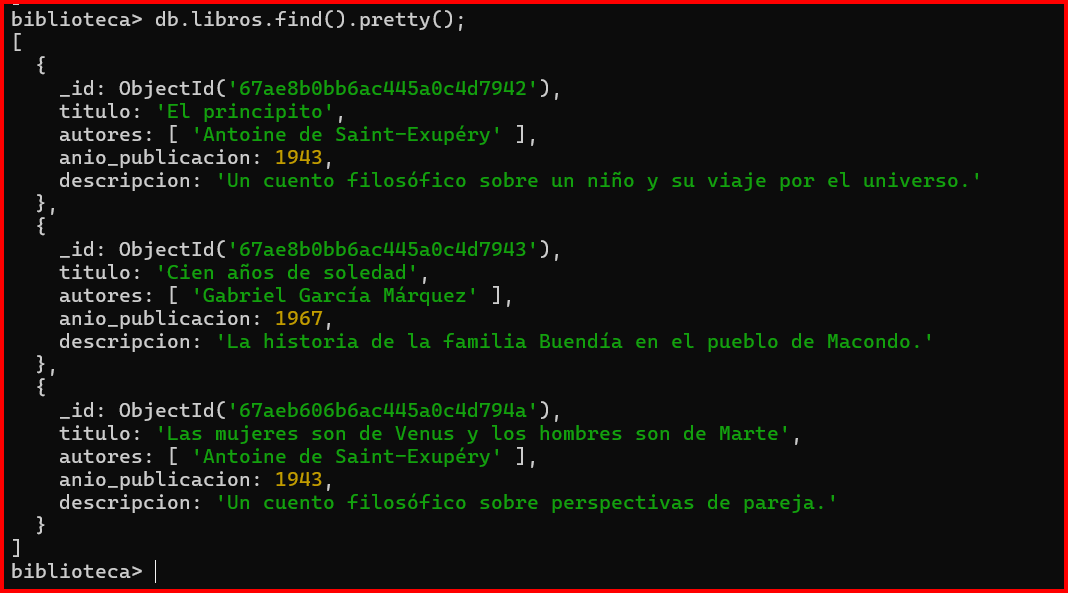 biblioteca> db.libros.find().pretty();
[
  {
    _id: ObjectId('67ae8b0bb6ac445a0c4d7942'),
    titulo: 'El principito',
    autores: [ 'Antoine de Saint-Exupéry' ],
    anio_publicacion: 1943,
    descripcion: 'Un cuento filosófico sobre un niño y su viaje por el universo.'
  },
  {
    _id: ObjectId('67ae8b0bb6ac445a0c4d7943'),
    titulo: 'Cien años de soledad',
    autores: [ 'Gabriel García Márquez' ],
    anio_publicacion: 1967,
    descripcion: 'La historia de la familia Buendía en el pueblo de Macondo.'
  },
  {
    _id: ObjectId('67aeb606b6ac445a0c4d794a'),
    titulo: 'Las mujeres son de Venus y los hombres son de Marte',
    autores: [ 'Antoine de Saint-Exupéry' ],
    anio_publicacion: 1943,
    descripcion: 'Un cuento filosófico sobre perspectivas de pareja.'
  }
]
biblioteca>